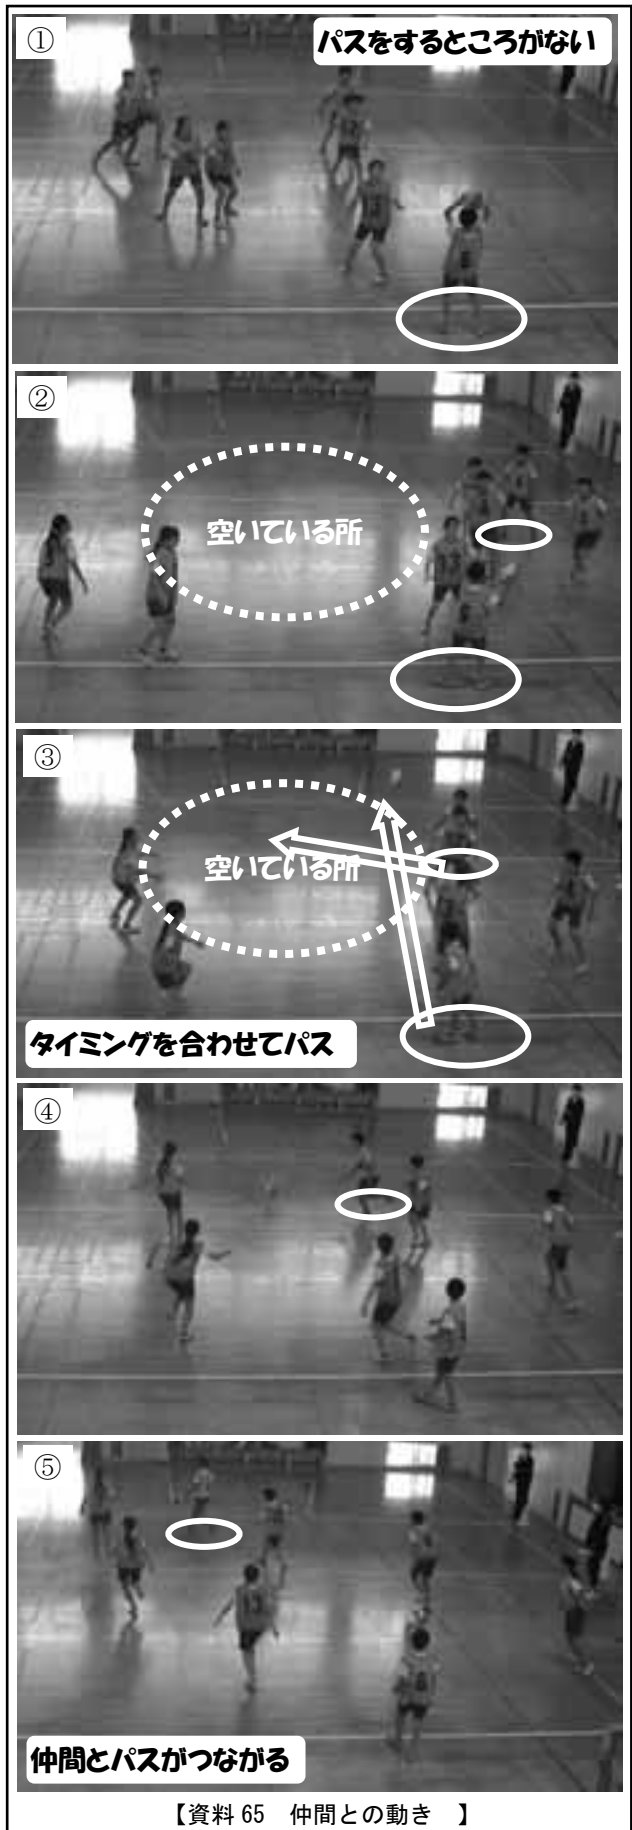 ①
パスをするところがない
②
空いている所
③
空いている所
タイミングを合わせてパス
④
⑤
仲間とパスがつながる
【資料 65 仲間との動き 】